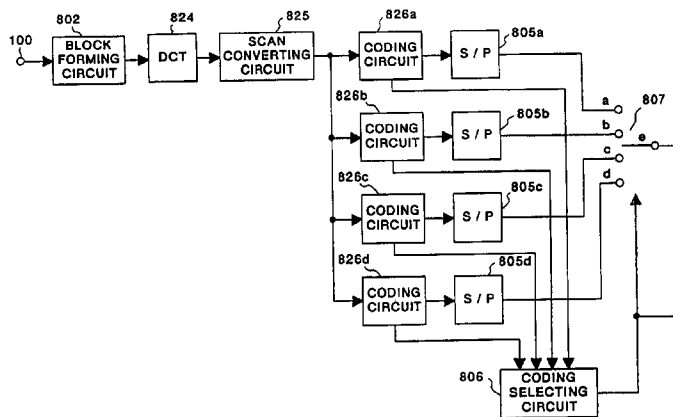 802
824
825
826a
805a
100
BLOCK
FORMING
CIRCUIT
DCT
SCAN
CONVERTING
CIRCUIT
CODING
CIRCUIT
S / P
a
807
b
e
c
d
826b
805b
CODING
CIRCUIT
S / P
826c
805c
CODING
CIRCUIT
S / P
826d
805d
CODING
CIRCUIT
S / P
806
CODING
SELECTING
CIRCUIT